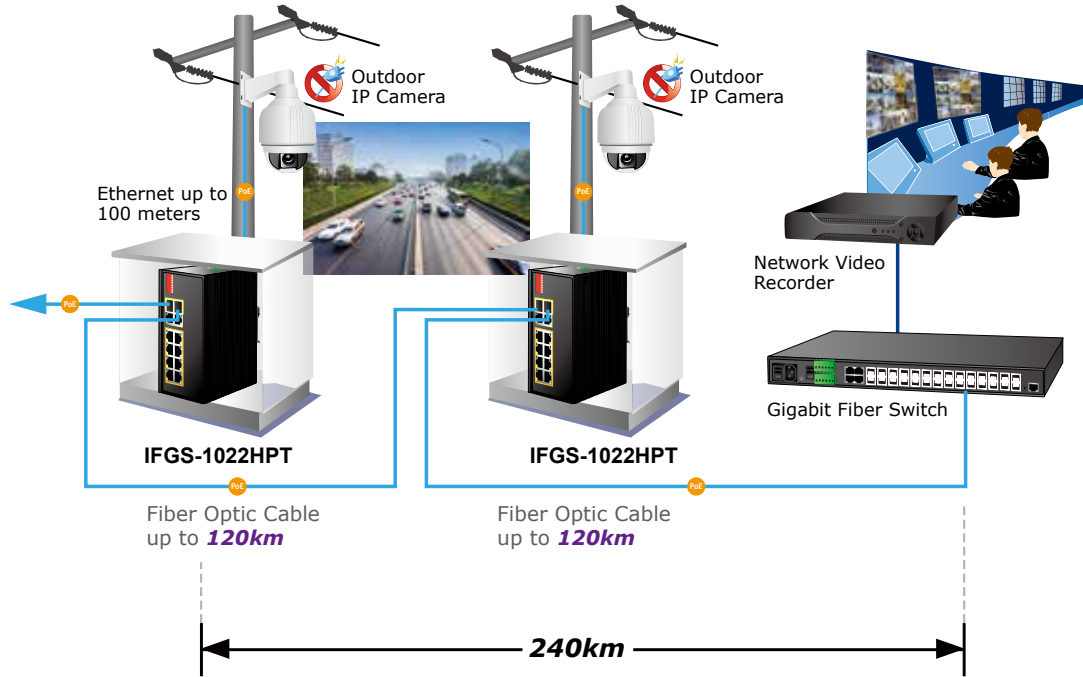 Outdoor
IP Camera
Outdoor
IP Camera
Ethernet up to
100 meters
PoE
PoE
Network Video
Recorder
PoE
Gigabit Fiber Switch
IFGS-1022HPT
IFGS-1022HPT
PoE
PoE
Fiber Optic Cable
up to 120km
Fiber Optic Cable
up to 120km
240km